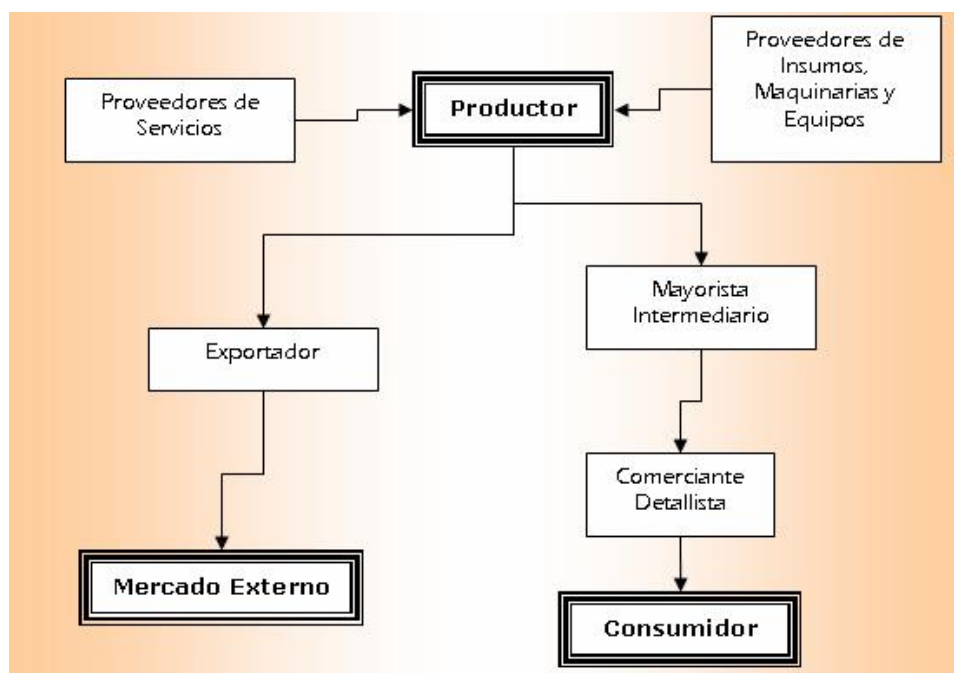 Proveedores de
Servicios
Productor
Proveedores de
Insumos,
Maquinarias y
Equipos
Mayorista
Intermediario
Exportador
Comerciante
Detallista
Mercado Externo
Consumidor